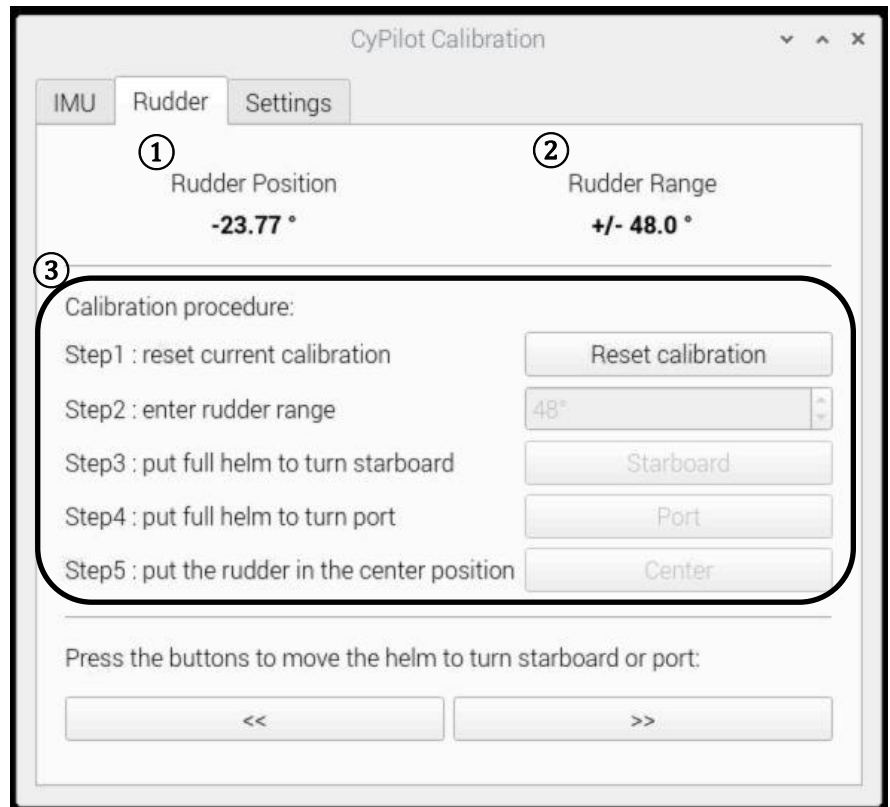 CyPilot Calibration
IMU Rudder Settings
① ②
Rudder Position Rudder Range
-23.77 ° +/- 48.0 °
③
Calibration procedure:
Step1 : reset current calibration Reset calibration
Step2 : enter rudder range 48°
Step3 : put full helm to turn starboard Starboard
Step4 : put full helm to turn port Port
Step5 : put the rudder in the center position Center
Press the buttons to move the helm to turn starboard or port:
<< >>